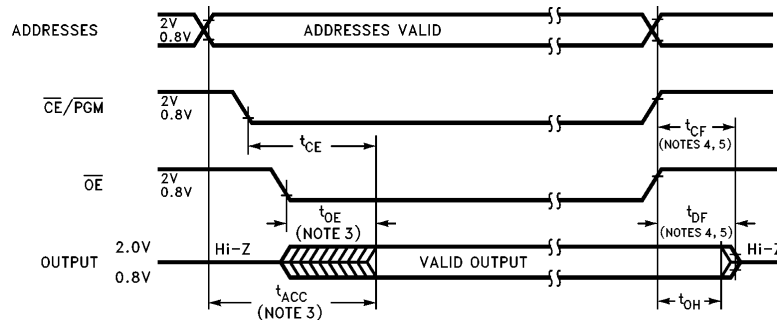 ADDRESSES
2V
0.8V
ADDRESSES VALID
CE/PGM
2V
0.8V
tCE
tCF
(NOTES 4, 5)
OE
2V
0.8V
tOE
(NOTE 3)
tDF
(NOTES 4, 5)
OUTPUT
2.0V
0.8V
Hi-Z
VALID OUTPUT
Hi-Z
tACC
(NOTE 3)
tOH